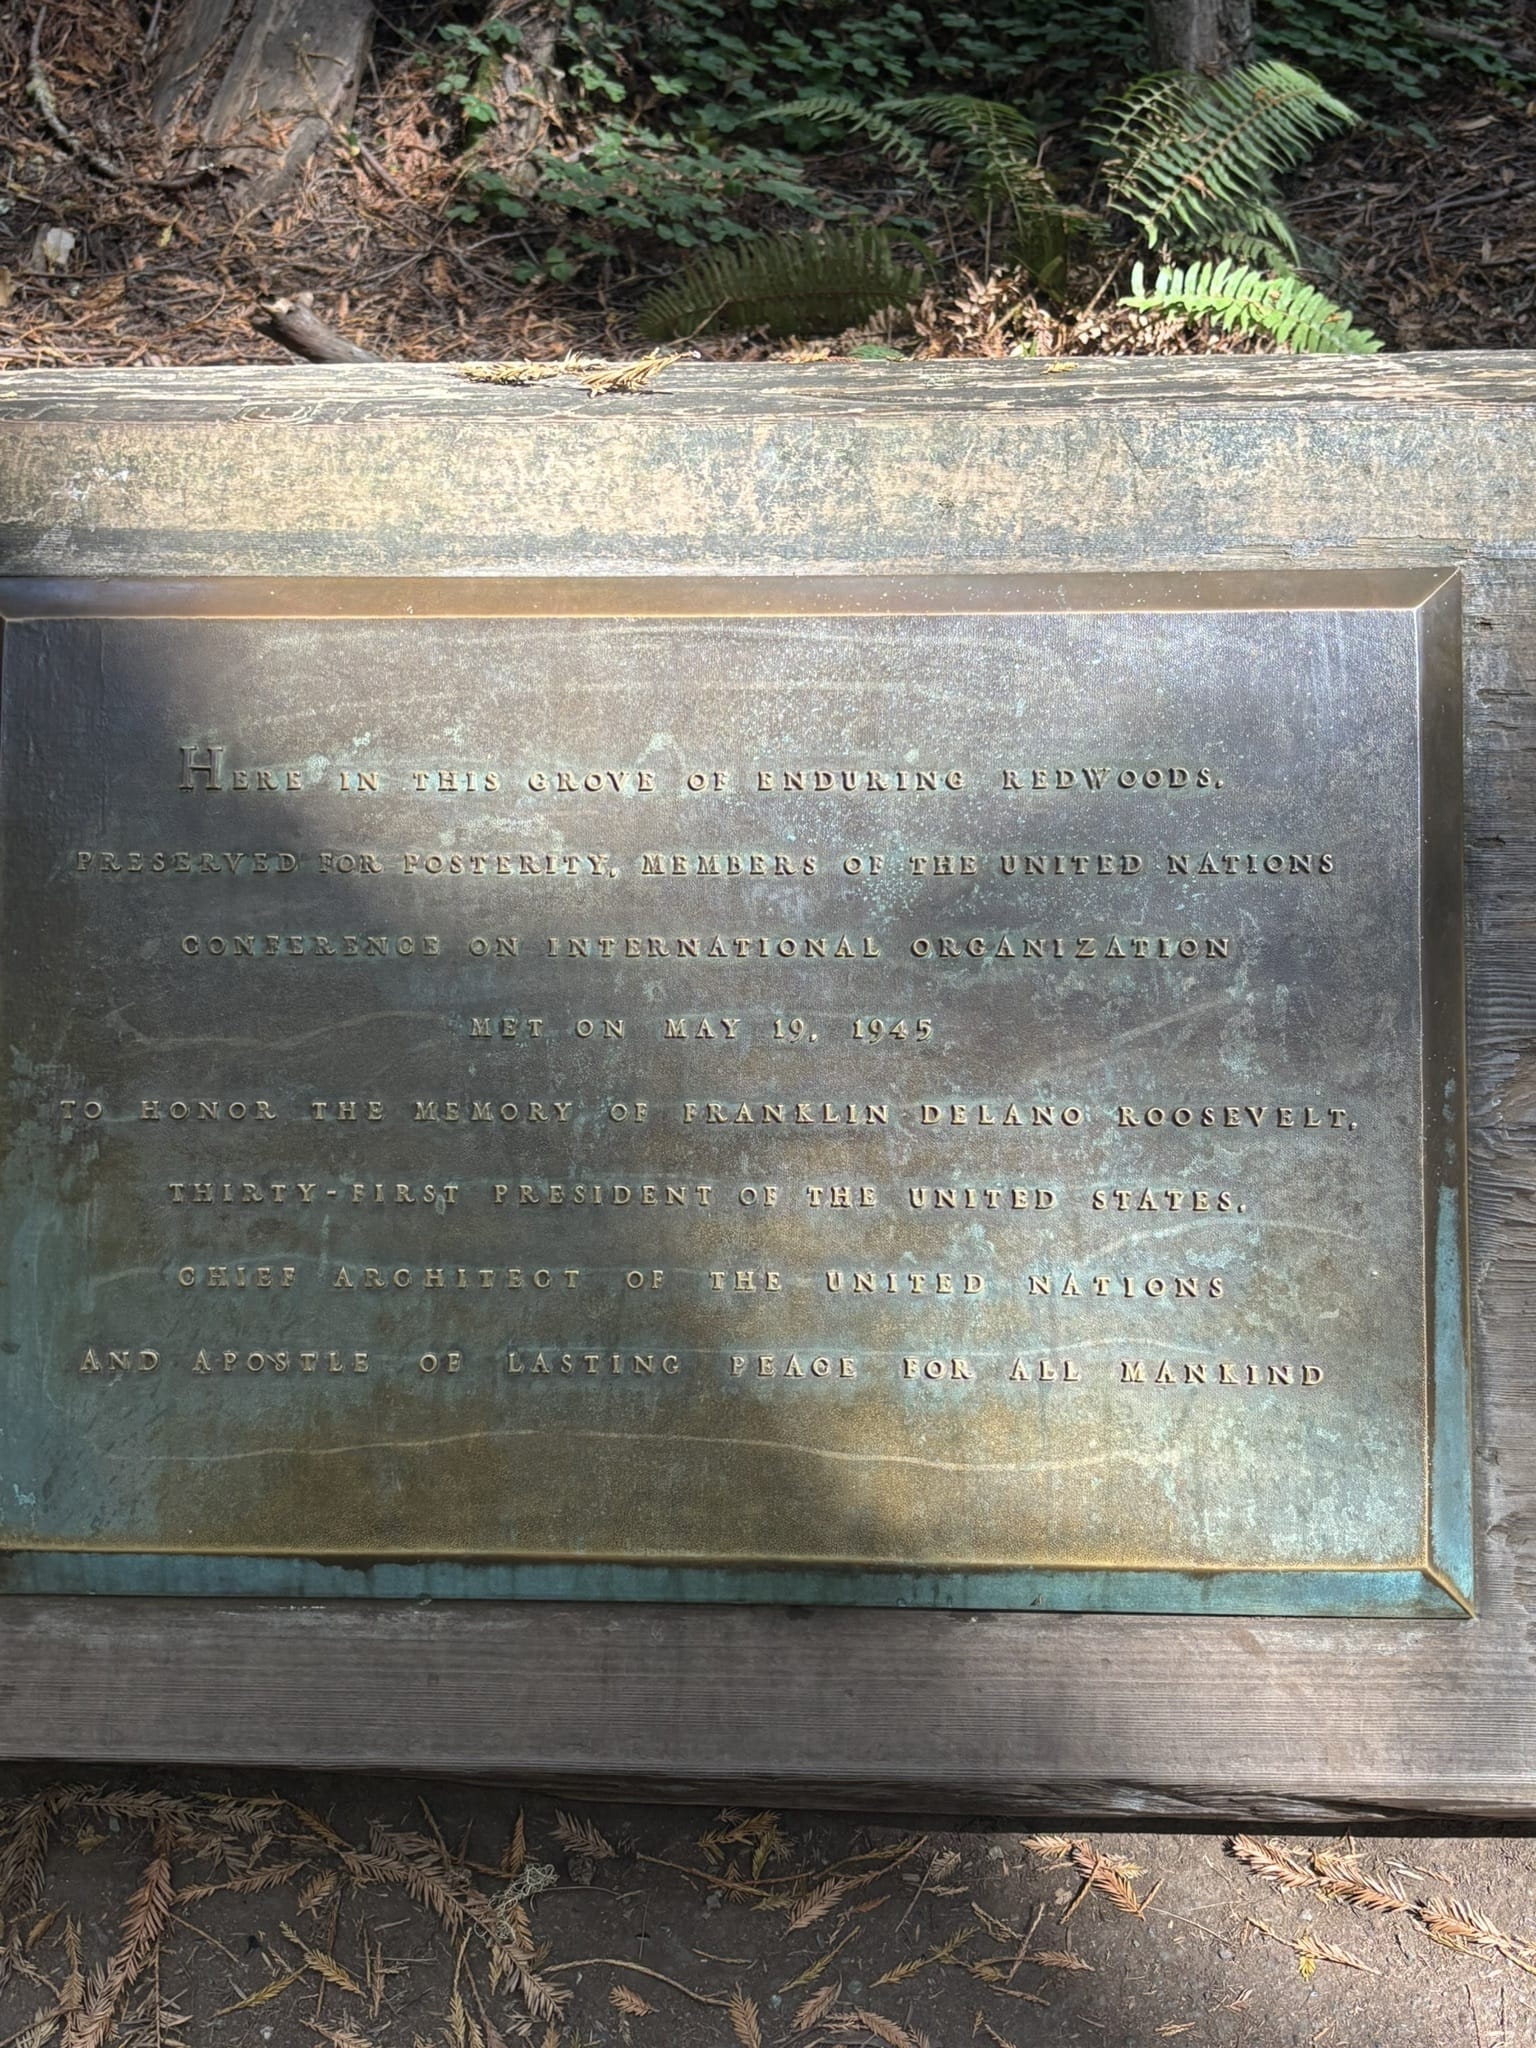 HERE IN THIS GROVE OF ENDURING REDWOODS,
PRESERVED FOR POSTERITY, MEMBERS OF THE UNITED NATIONS
CONFERENCE ON INTERNATIONAL ORGANIZATION
MET ON MAY 19, 1945
TO HONOR THE MEMORY OF FRANKLIN DELANO ROOSEVELT,
THIRTY-FIRST PRESIDENT OF THE UNITED STATES,
CHIEF ARCHITECT OF THE UNITED NATIONS
AND APOSTLE OF LASTING PEACE FOR ALL MANKIND